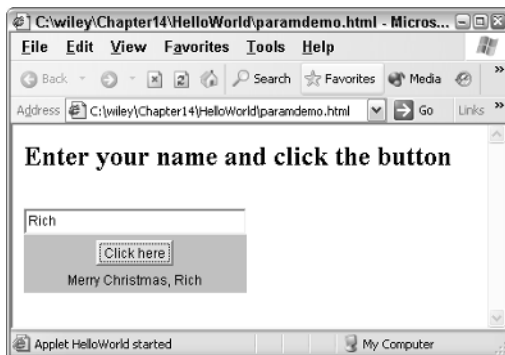 C:\wiley\Chapter14\HelloWorld\paramdemo.html - Micros...
File Edit View Favorites Tools Help
Back Search Favorites Media »
Address C:\wiley\Chapter14\HelloWorld\paramdemo.html Go Links »
Enter your name and click the button
Rich
Click here
Merry Christmas, Rich
Applet HelloWorld started My Computer